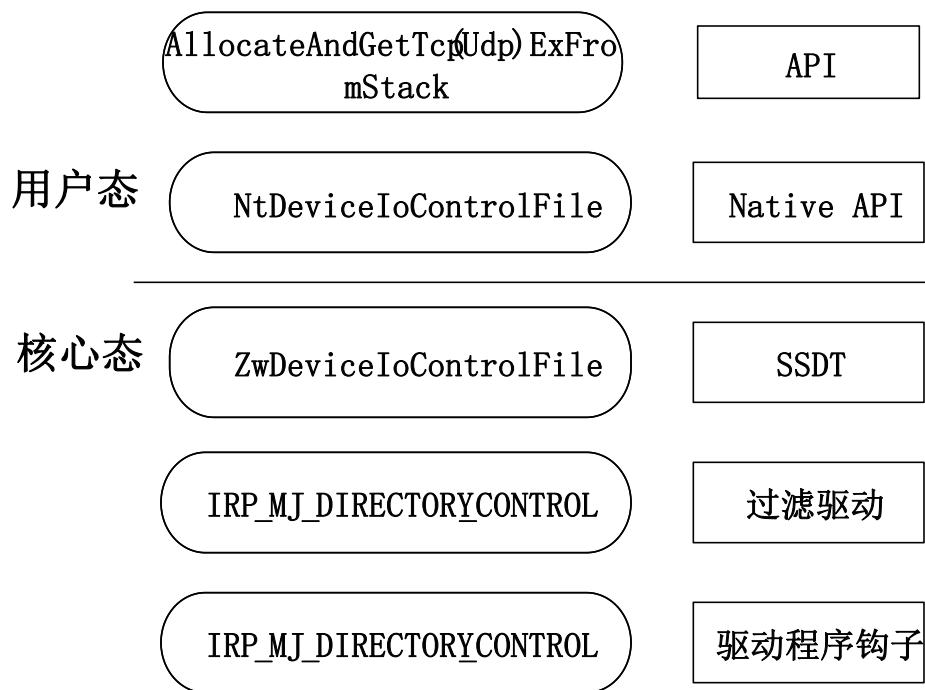 AllocateAndGetTcp(Udp)ExFro
mStack
API
用户态
NtDeviceIoControlFile
Native API
核心态
ZwDeviceIoControlFile
SSDT
IRP_MJ_DIRECTORY_CONTROL
过滤驱动
IRP_MJ_DIRECTORY_CONTROL
驱动程序钩子